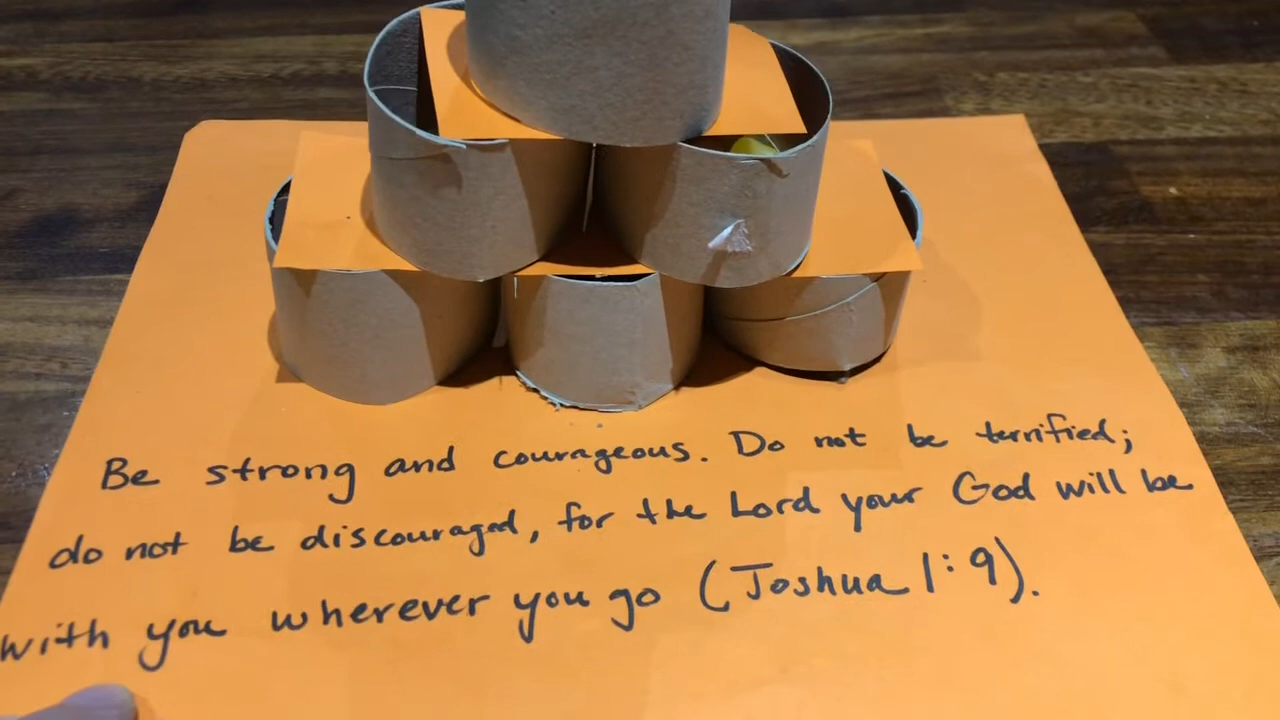 Be strong and courageous. Do not be terrified;
do not be discouraged, for the Lord your God will be
with you wherever you go (Joshua 1:9).